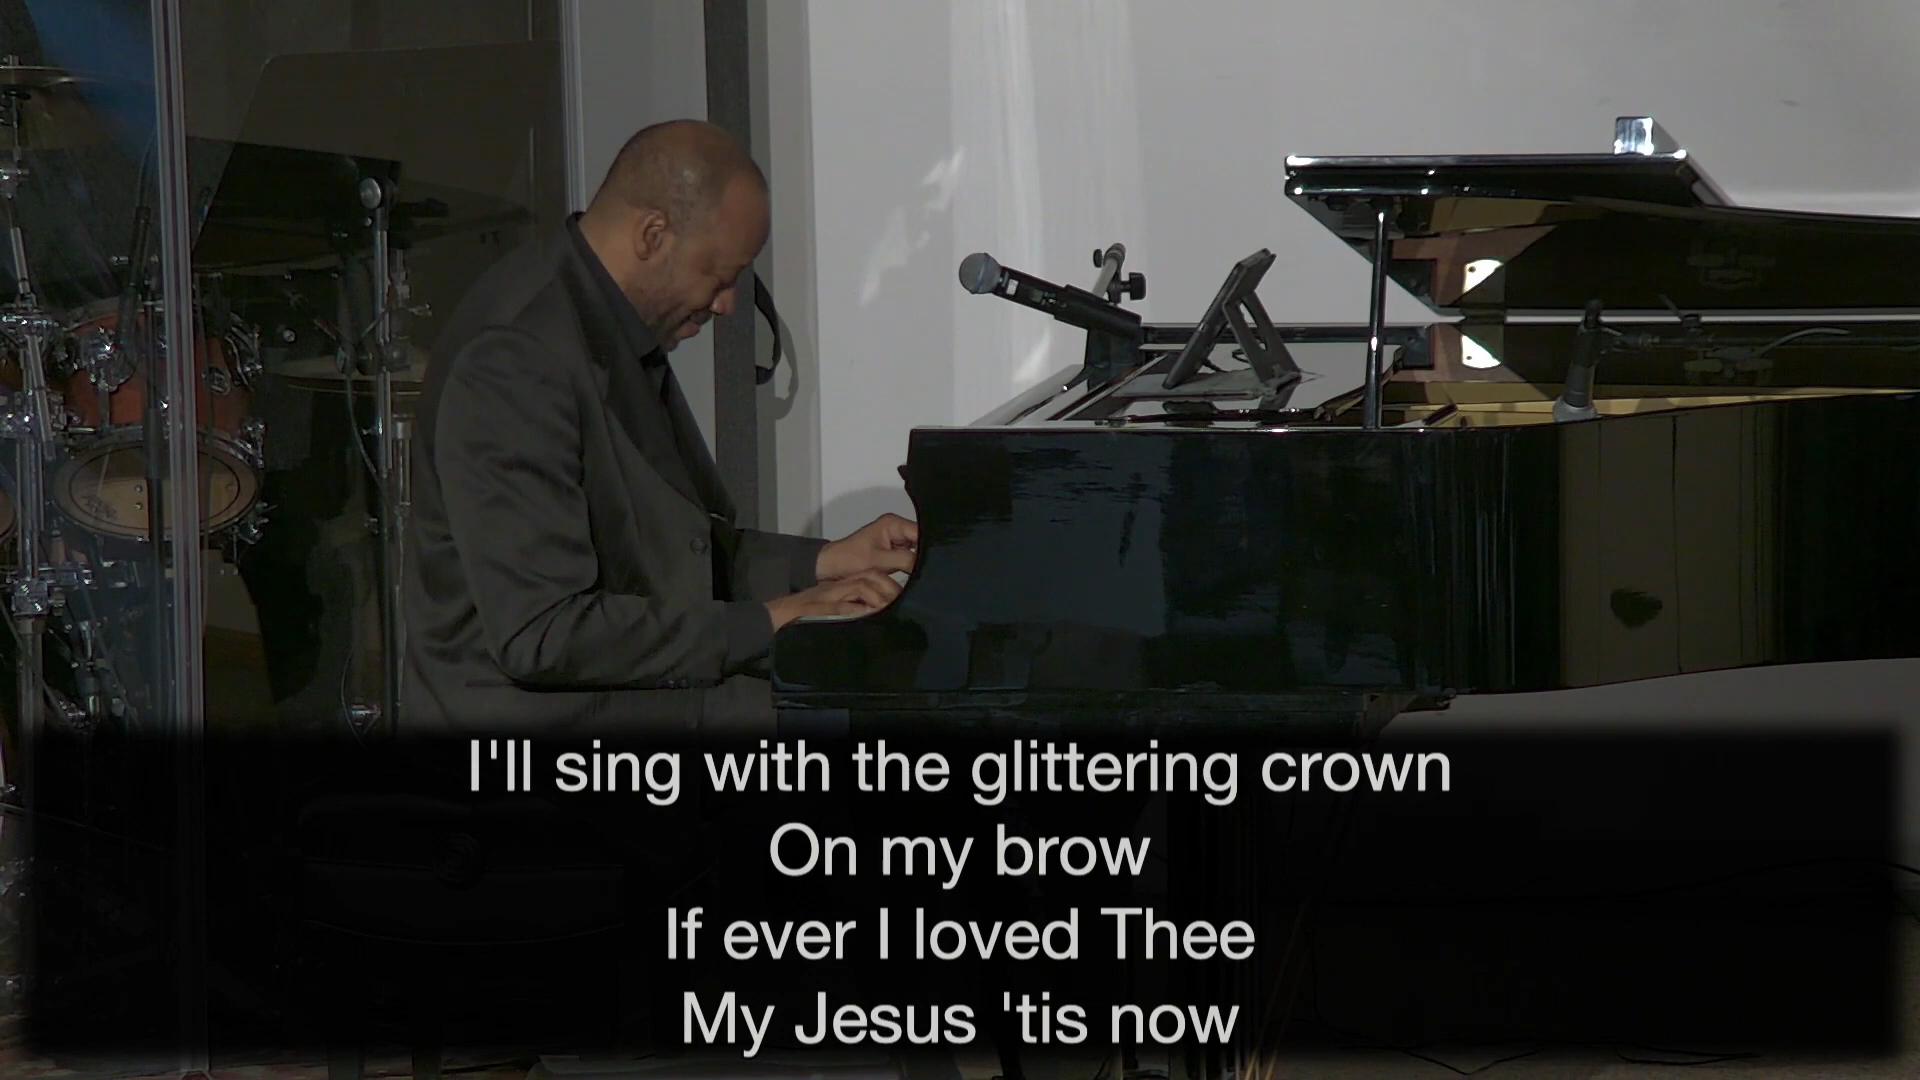 I'll sing with the glittering crown
On my brow
If ever I loved Thee
My Jesus 'tis now